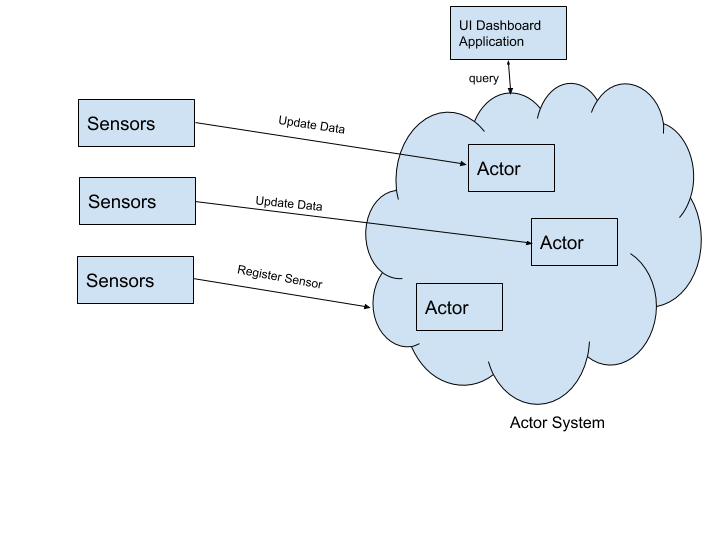 UI Dashboard
Application
query
Sensors
Update Data
Actor
Sensors
Update Data
Actor
Sensors
Register Sensor
Actor
Actor System